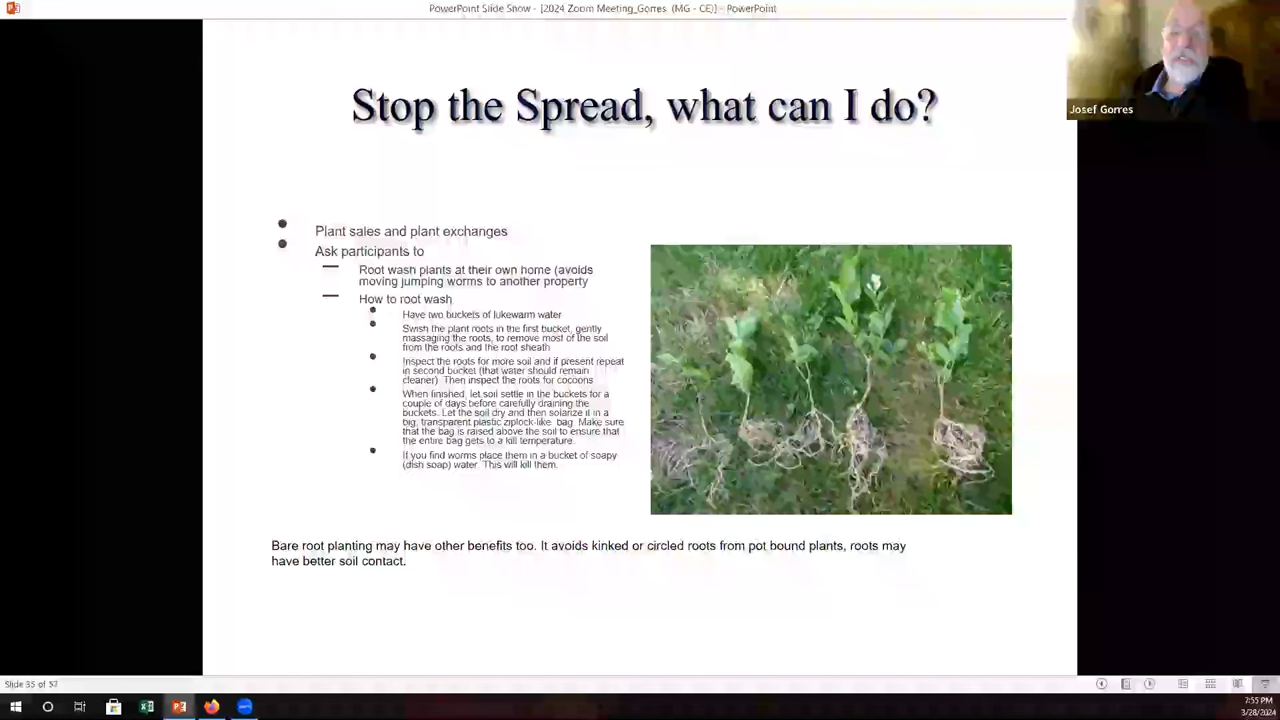 PowerPoint Slide Show - [2024 Zoom Meeting_Gorres (MG - CE)] - PowerPoint
Josef Gorres
Stop the Spread, what can I do?
Plant sales and plant exchanges
Ask participants to
Root wash plants at their own home (avoids
moving jumping worms to another property
How to root wash
Have two buckets of lukewarm water
Swish the plant roots in the first bucket, gently
massaging the roots, to remove most of the soil
from the roots and the root sheath
Inspect the roots for more soil and if present repeat
in second bucket (that water should remain
cleaner). Then inspect the roots for cocoons
When finished, let soil settle in the buckets for a
couple of days before carefully draining the
buckets. Let the soil dry and then solarize it in a
big, transparent plastic ziplock-like bag. Make sure
that the bag is raised above the soil to ensure that
the entire bag gets to a kill temperature.
If you find worms place them in a bucket of soapy
(dish soap) water. This will kill them.
Bare root planting may have other benefits too. It avoids kinked or circled roots from pot bound plants, roots may
have better soil contact.
Slide 35 of 57
7:55 PM
3/28/2024